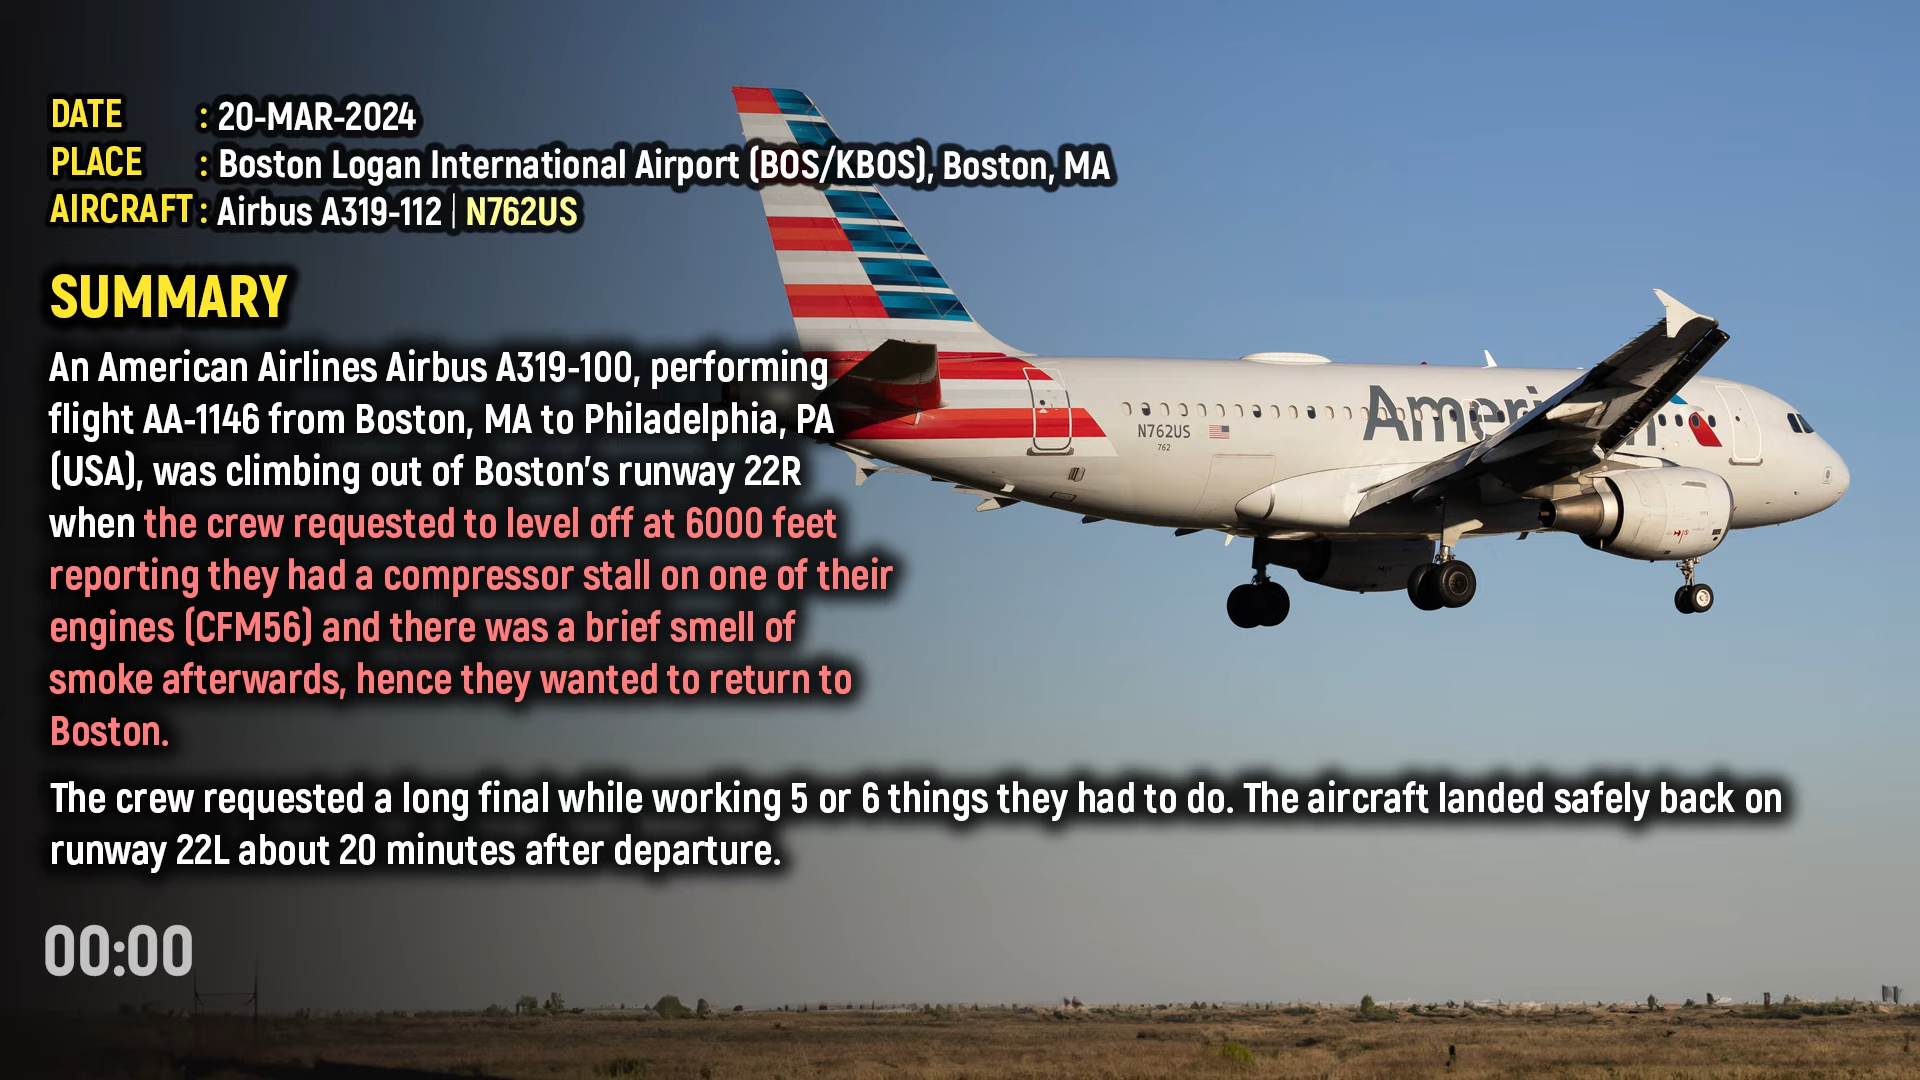 DATE : 20-MAR-2024
PLACE : Boston Logan International Airport (BOS/KBOS), Boston, MA
AIRCRAFT : Airbus A319-112 | N762US
SUMMARY
An American Airlines Airbus A319-100, performing
flight AA-1146 from Boston, MA to Philadelphia, PA
(USA), was climbing out of Boston's runway 22R
when the crew requested to level off at 6000 feet
reporting they had a compressor stall on one of their
engines (CFM56) and there was a brief smell of
smoke afterwards, hence they wanted to return to
Boston.
The crew requested a long final while working 5 or 6 things they had to do. The aircraft landed safely back on
runway 22L about 20 minutes after departure.
00:00
N762US
762
Ameri n